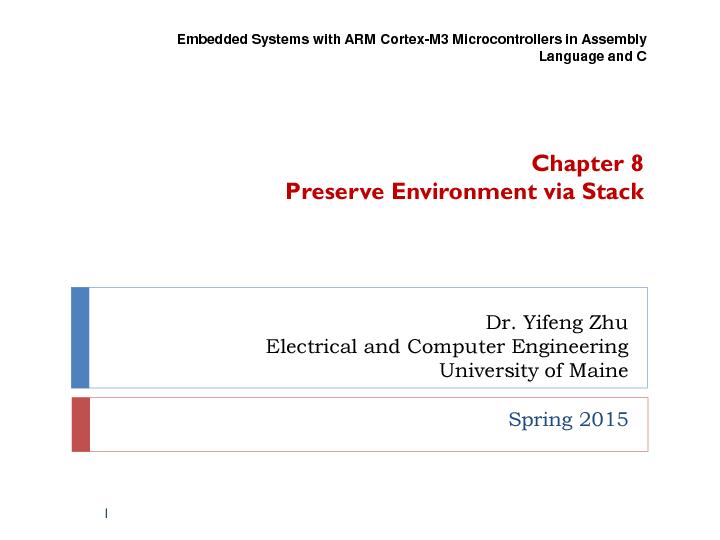 Embedded Systems with ARM Cortex-M3 Microcontrollers in Assembly
Language and C
Chapter 8
Preserve Environment via Stack
Dr. Yifeng Zhu
Electrical and Computer Engineering
University of Maine
Spring 2015
1